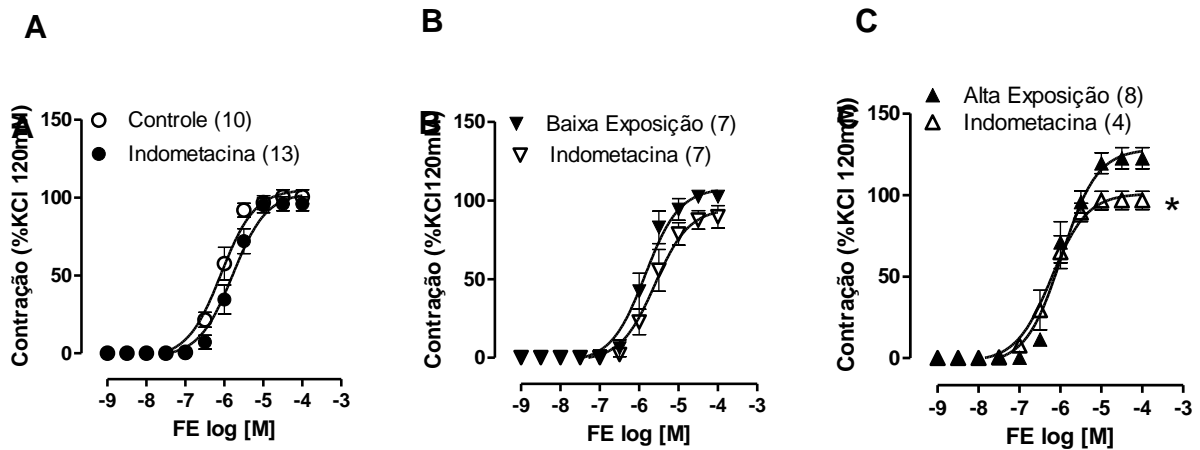 A
Contração (%KCl 120mM)
A
Controle (10)
Indometacina (13)
150
100
50
0
-9 -8 -7 -6 -5 -4 -3
FE log [M]
B
Contração (%KCl120mM)
B
Baixa Exposição (7)
Indometacina (7)
150
100
50
0
-9 -8 -7 -6 -5 -4 -3
FE log [M]
C
Contração (%KCl 120mM)
C
Alta Exposição (8)
Indometacina (4)
150
100
50
0
*
-9 -8 -7 -6 -5 -4 -3
FE log [M]